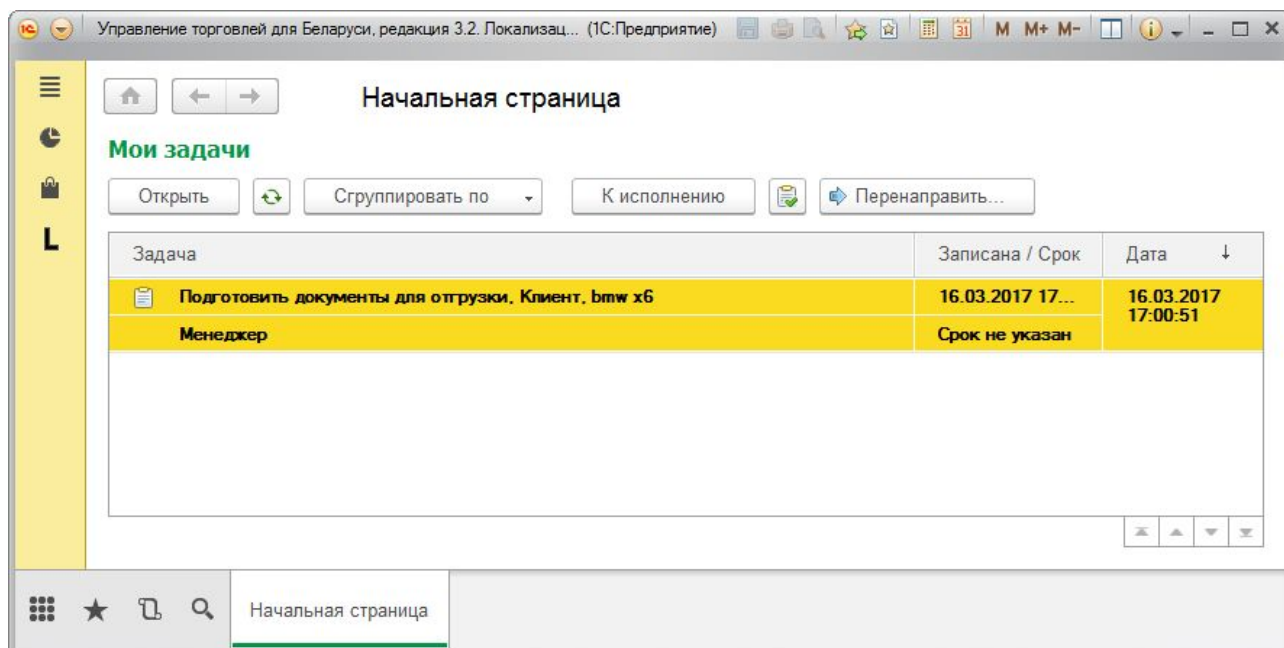 1С Управление торговлей для Беларуси, редакция 3.2. Локализац... (1С:Предприятие) 31 M M+ M-
Начальная страница
Мои задачи
Открыть Сгруппировать по К исполнению Перенаправить...
L
Задача Записана / Срок Дата ↓
Подготовить документы для отгрузки, Клиент, bmw x6 16.03.2017 17... 16.03.2017
17:00:51
Менеджер Срок не указан
Начальная страница